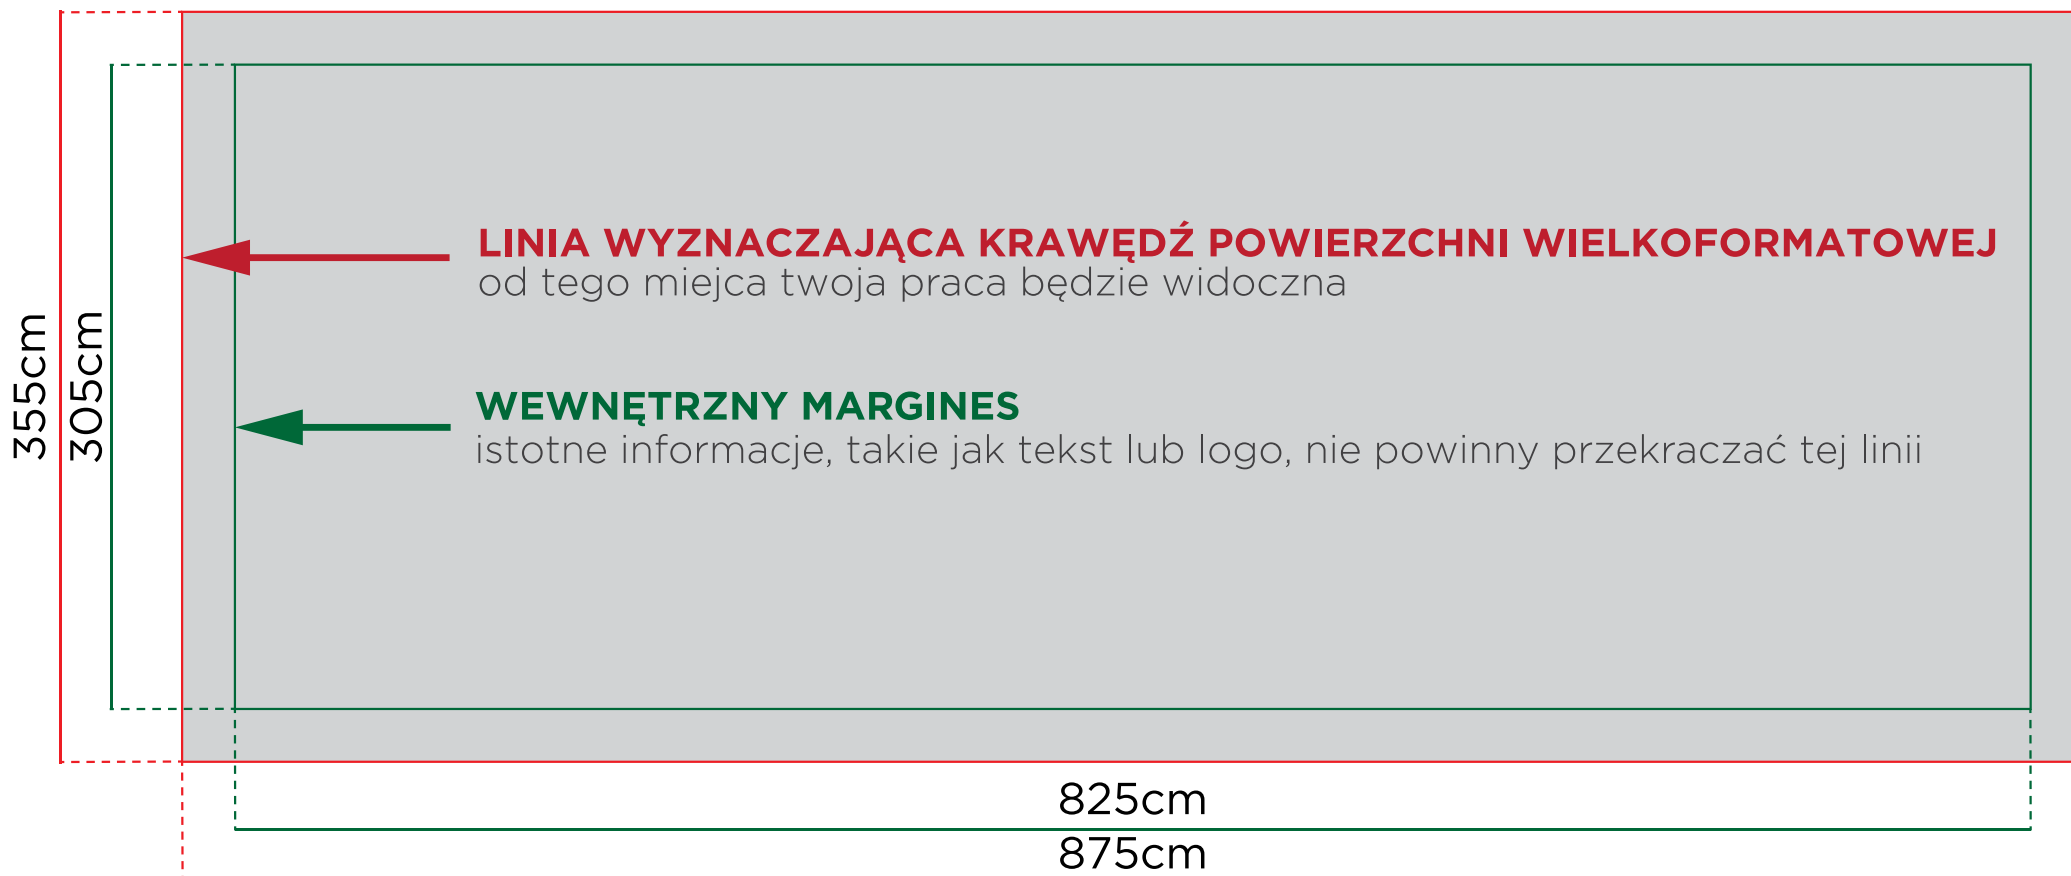 LINIA WYZNACZAJĄCA KRAWĘDŹ POWIERZCHNI WIELKOFORMATOWEJ
od tego miejca twoja praca będzie widoczna
355cm
305cm
WEWNĘTRZNY MARGINES
istotne informacje, takie jak tekst lub logo, nie powinny przekraczać tej linii
825cm
875cm